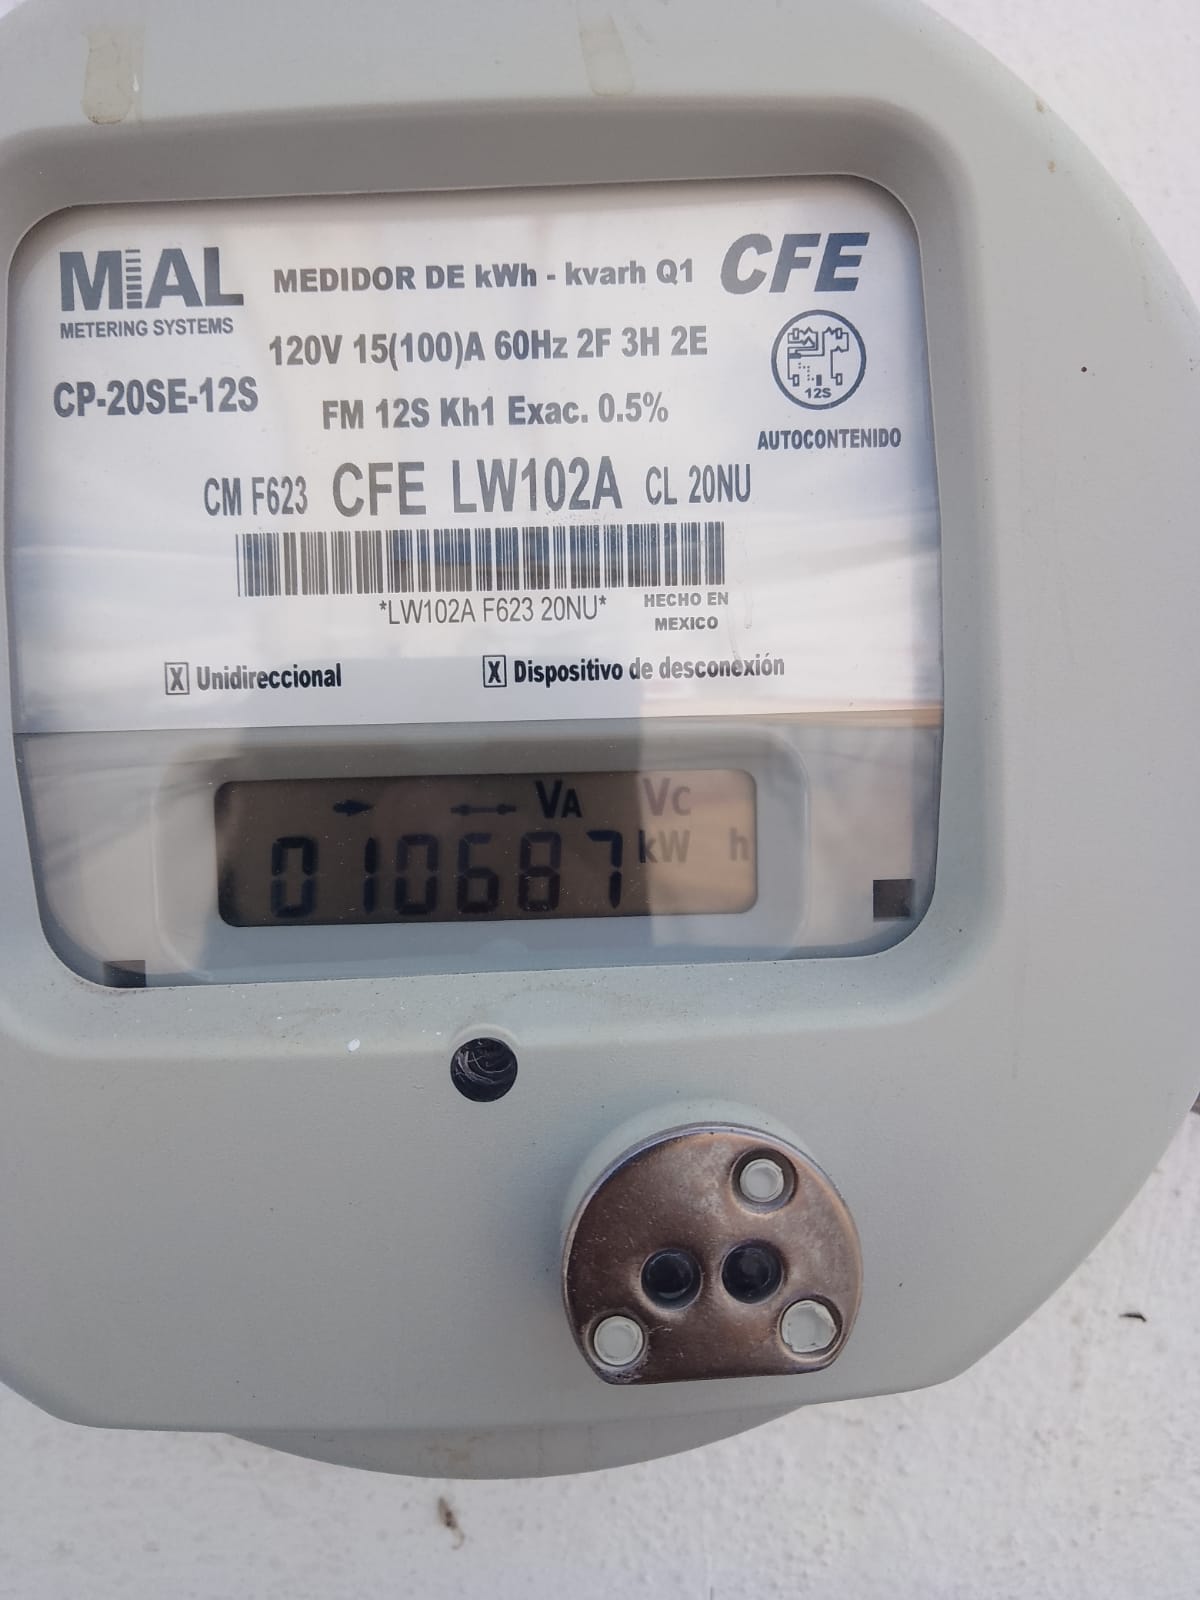 MIAL
METERING SYSTEMS
MEDIDOR DE kWh - kvarh Q1
CFE
120V 15(100)A 60Hz 2F 3H 2E
CP-20SE-12S
FM 12S Kh1 Exac. 0.5%
12S
AUTOCONTENIDO
CM F623 CFE LW102A CL 20NU
*LW102A F623 20NU*
HECHO EN
MEXICO
X Unidireccional
X Dispositivo de desconexión
VA VC
010687 kW h